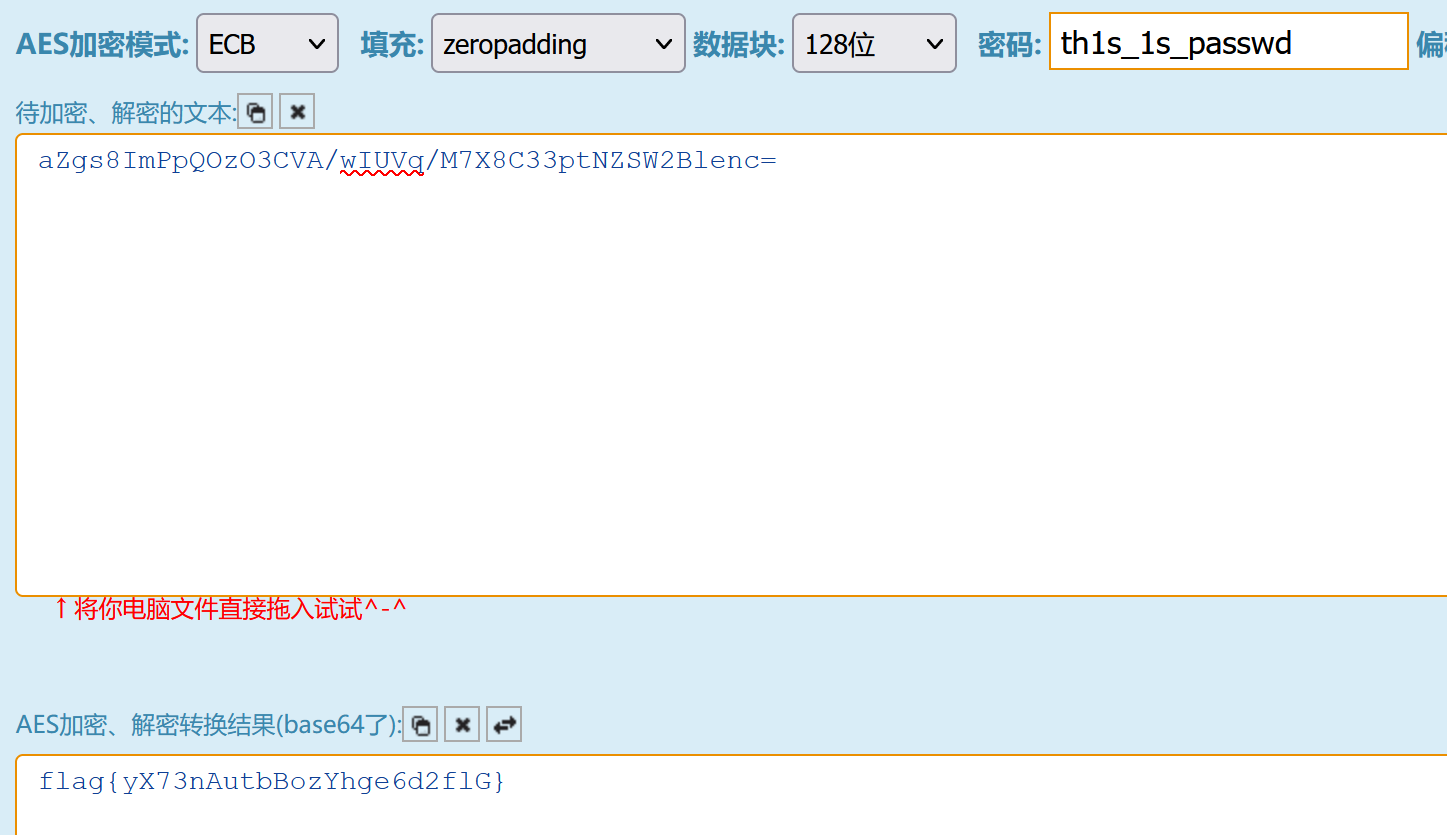 AES加密模式: ECB 填充: zeropadding 数据块: 128位 密码: th1s_1s_passwd
待加密、解密的文本:
aZgs8ImPpQOzO3CVA/wIUVq/M7X8C33ptNZSW2Blenc=
↑将你电脑文件直接拖入试试^-^
AES加密、解密转换结果(base64了):
flag{yX73nAutbBozYhge6d2flG}